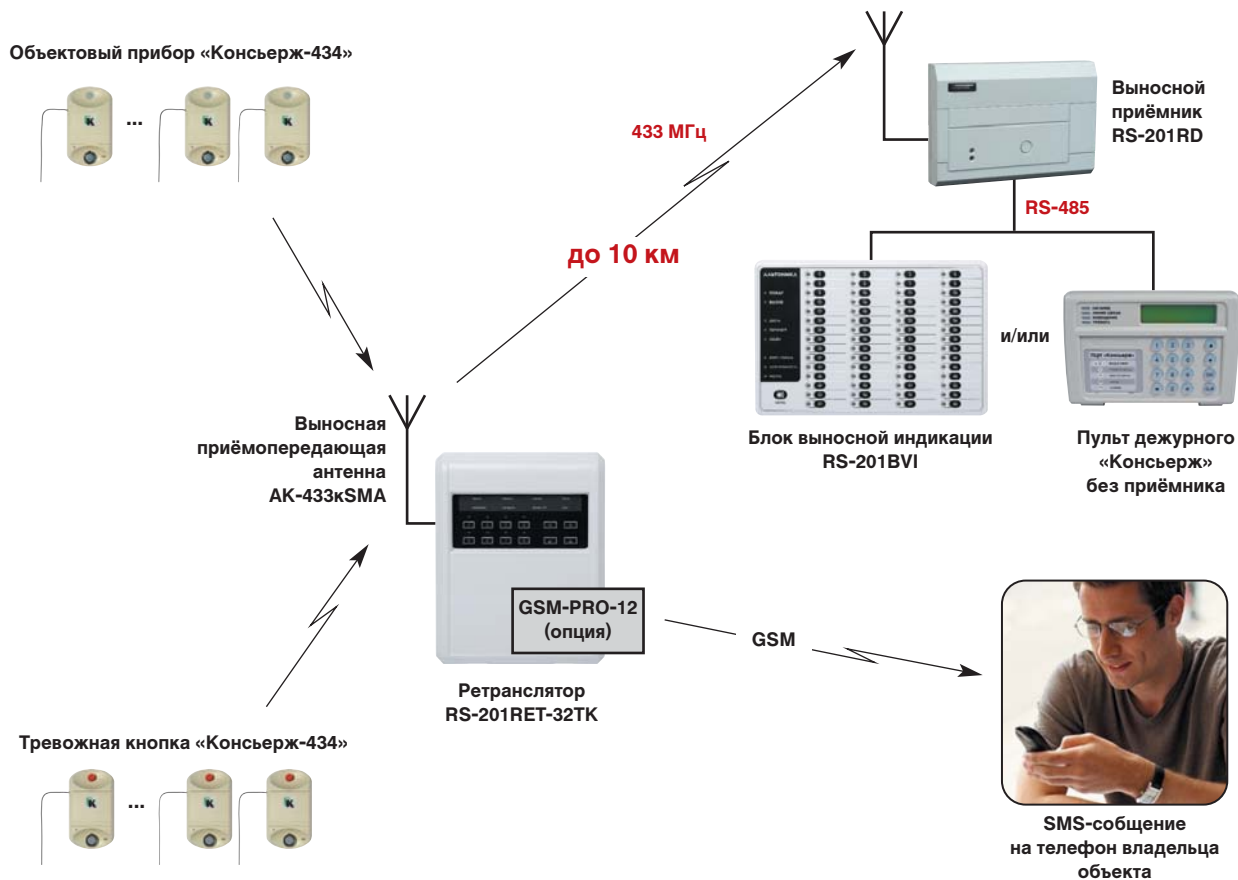 Объектовый прибор «Консьерж-434»
...
433 МГц
до 10 км
Выносной
приёмник
RS-201RD
RS-485
и/или
Блок выносной индикации
RS-201BVI
Пульт дежурного
«Консьерж»
без приёмника
Выносная
приёмопередающая
антенна
АК-433кSMA
GSM-PRO-12
(опция)
GSM
Ретранслятор
RS-201RET-32TK
Тревожная кнопка «Консьерж-434»
...
SMS-собщение
на телефон владельца
объекта